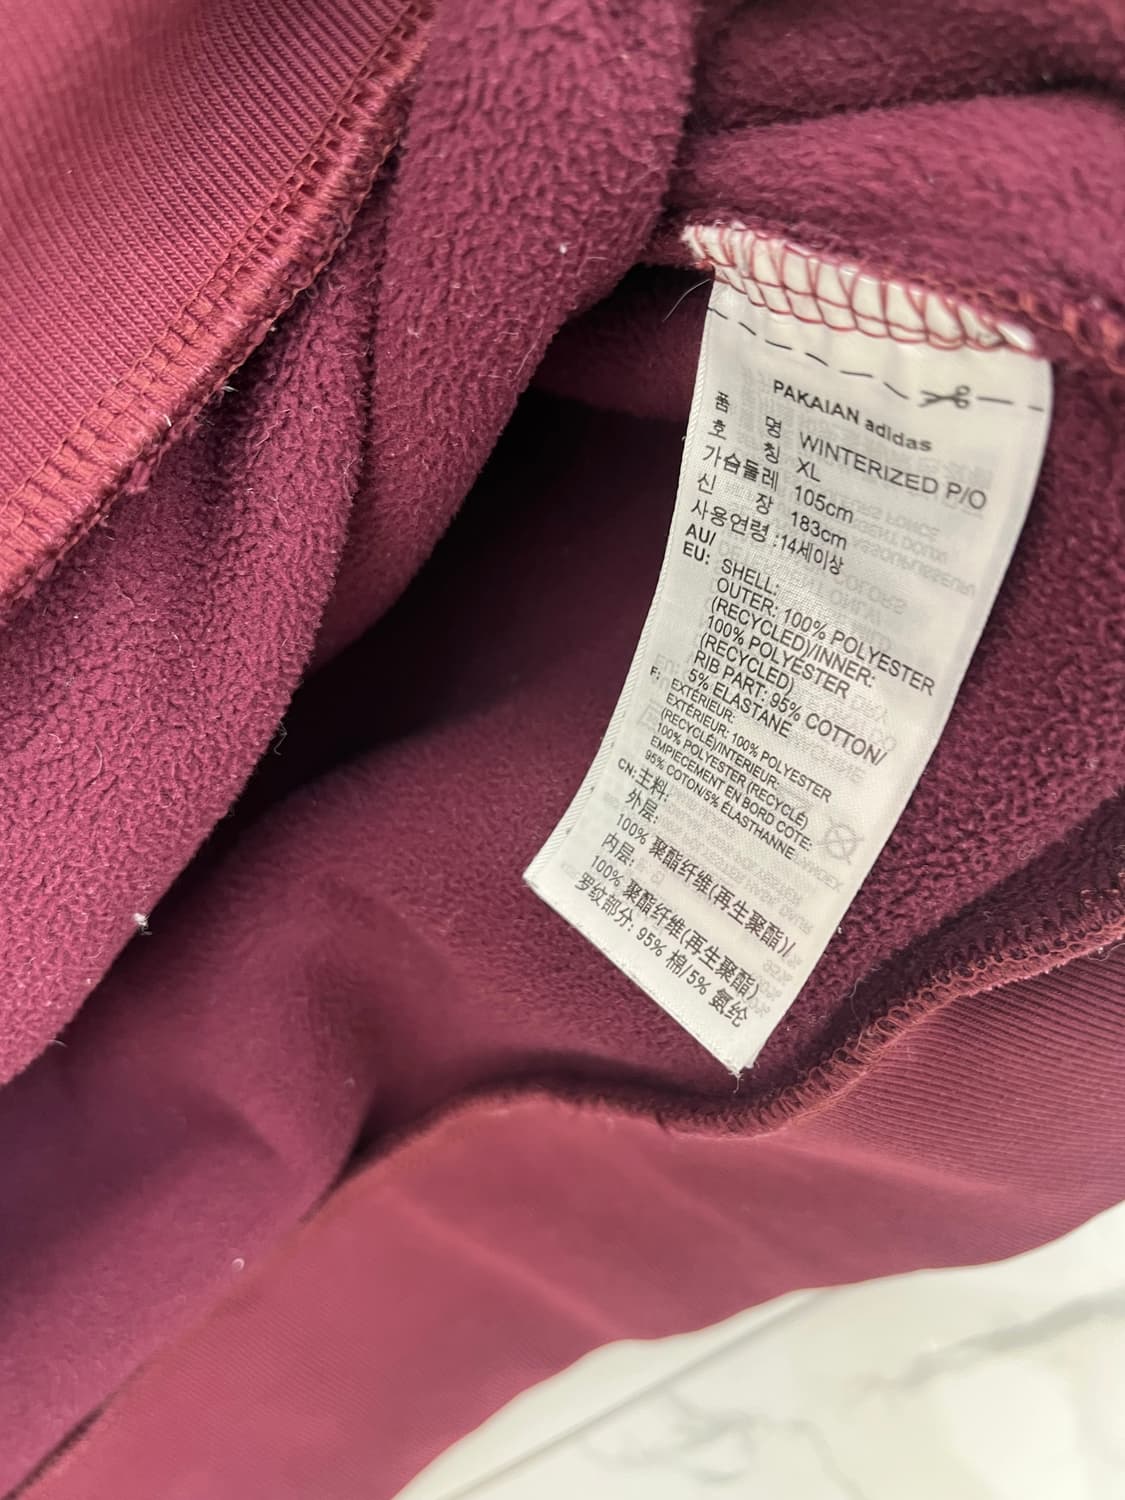 PAKAIAN adidas
품 명 WINTERIZED P/O
호 칭 XL
가슴둘레 105cm
신 장 183cm
사용연령 :14세이상
AU/
EU: SHELL:
OUTER: 100% POLYESTER
(RECYCLED)/INNER:
100% POLYESTER
(RECYCLED)
RIB PART: 95% COTTON/
5% ELASTANE
F: EXTÉRIEUR:
EXTÉRIEUR: 100% POLYESTER
(RECYCLÉ)/INTERIEUR:
100% POLYESTER (RECYCLÉ)
EMPIECEMENT EN BORD COTE:
95% COTON/5% ÉLASTHANNE
CN:主料:
外层:
100% 聚酯纤维(再生聚酯)/
内层:
100% 聚酯纤维(再生聚酯)
罗纹部分: 95% 棉/5% 氨纶